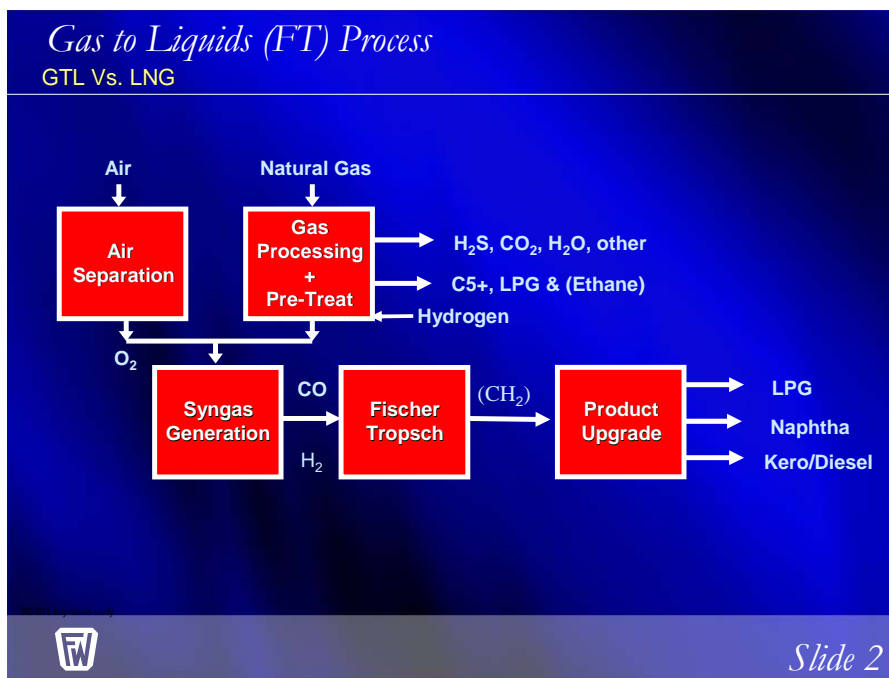 Gas to Liquids (FT) Process
GTL Vs. LNG
Air
Natural Gas
Air
Separation
Gas
Processing
+
Pre-Treat
H₂S, CO₂, H₂O, other
C5+, LPG & (Ethane)
Hydrogen
O₂
Syngas
Generation
CO
H₂
Fischer
Tropsch
(CH₂)
Product
Upgrade
LPG
Naphtha
Kero/Diesel
FW
Slide 2